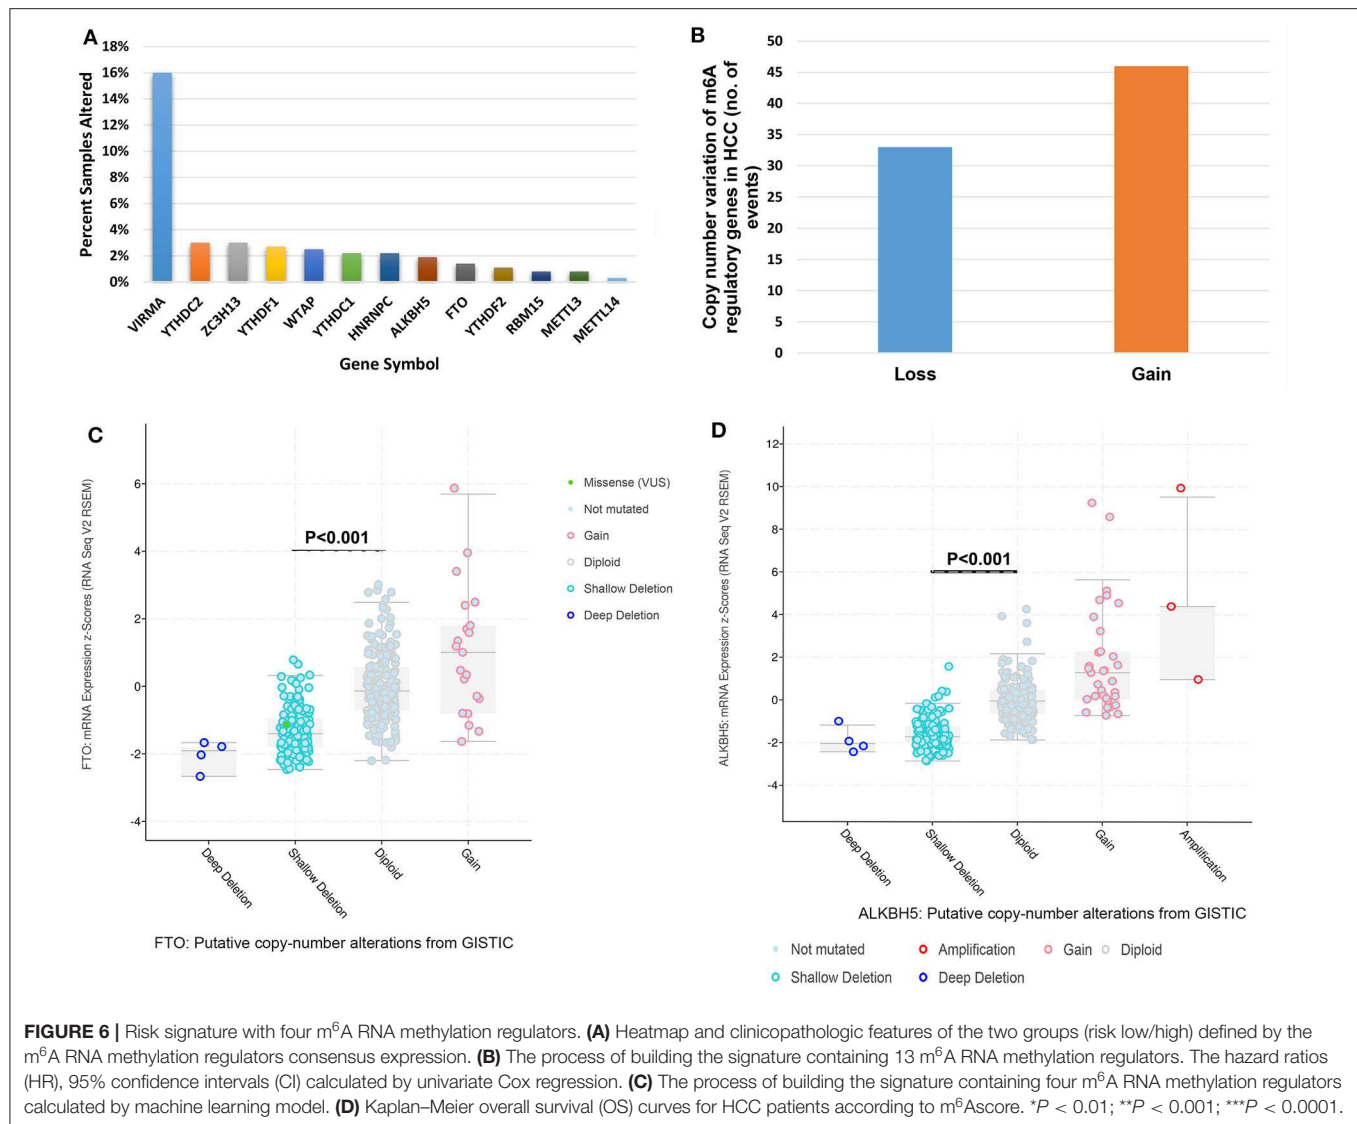 A
18%
16%
14%
12%
10%
8%
6%
4%
2%
0%
Percent Samples Altered
VIRMA
YTHDC2
ZC3H13
YTHDF1
WTAP
YTHDC1
HNRNPC
ALKBH5
FTO
YTHDF2
RBM15
METTL3
METTL14
Gene Symbol
B
Copy number variation of m6A
regulatory genes in HCC (no. of
events)
50
45
40
35
30
25
20
15
10
5
0
Loss
Gain
C
FTO: mRNA Expression z-Scores (RNA Seq V2 RSEM)
6
4
2
0
-2
-4
P<0.001
Deep Deletion
Shallow Deletion
Diploid
Gain
FTO: Putative copy-number alterations from GISTIC
Missense (VUS)
Not mutated
Gain
Diploid
Shallow Deletion
Deep Deletion
D
ALKBH5: mRNA Expression z-Scores (RNA Seq V2 RSEM)
12
10
8
6
4
2
0
-2
-4
P<0.001
Deep Deletion
Shallow Deletion
Diploid
Gain
Amplification
ALKBH5: Putative copy-number alterations from GISTIC
Not mutated Amplification Gain Diploid
Shallow Deletion Deep Deletion
FIGURE 6 | Risk signature with four m⁶A RNA methylation regulators. (A) Heatmap and clinicopathologic features of the two groups (risk low/high) defined by the
m⁶A RNA methylation regulators consensus expression. (B) The process of building the signature containing 13 m⁶A RNA methylation regulators. The hazard ratios
(HR), 95% confidence intervals (CI) calculated by univariate Cox regression. (C) The process of building the signature containing four m⁶A RNA methylation regulators
calculated by machine learning model. (D) Kaplan–Meier overall survival (OS) curves for HCC patients according to m⁶Ascore. *P < 0.01; **P < 0.001; ***P < 0.0001.